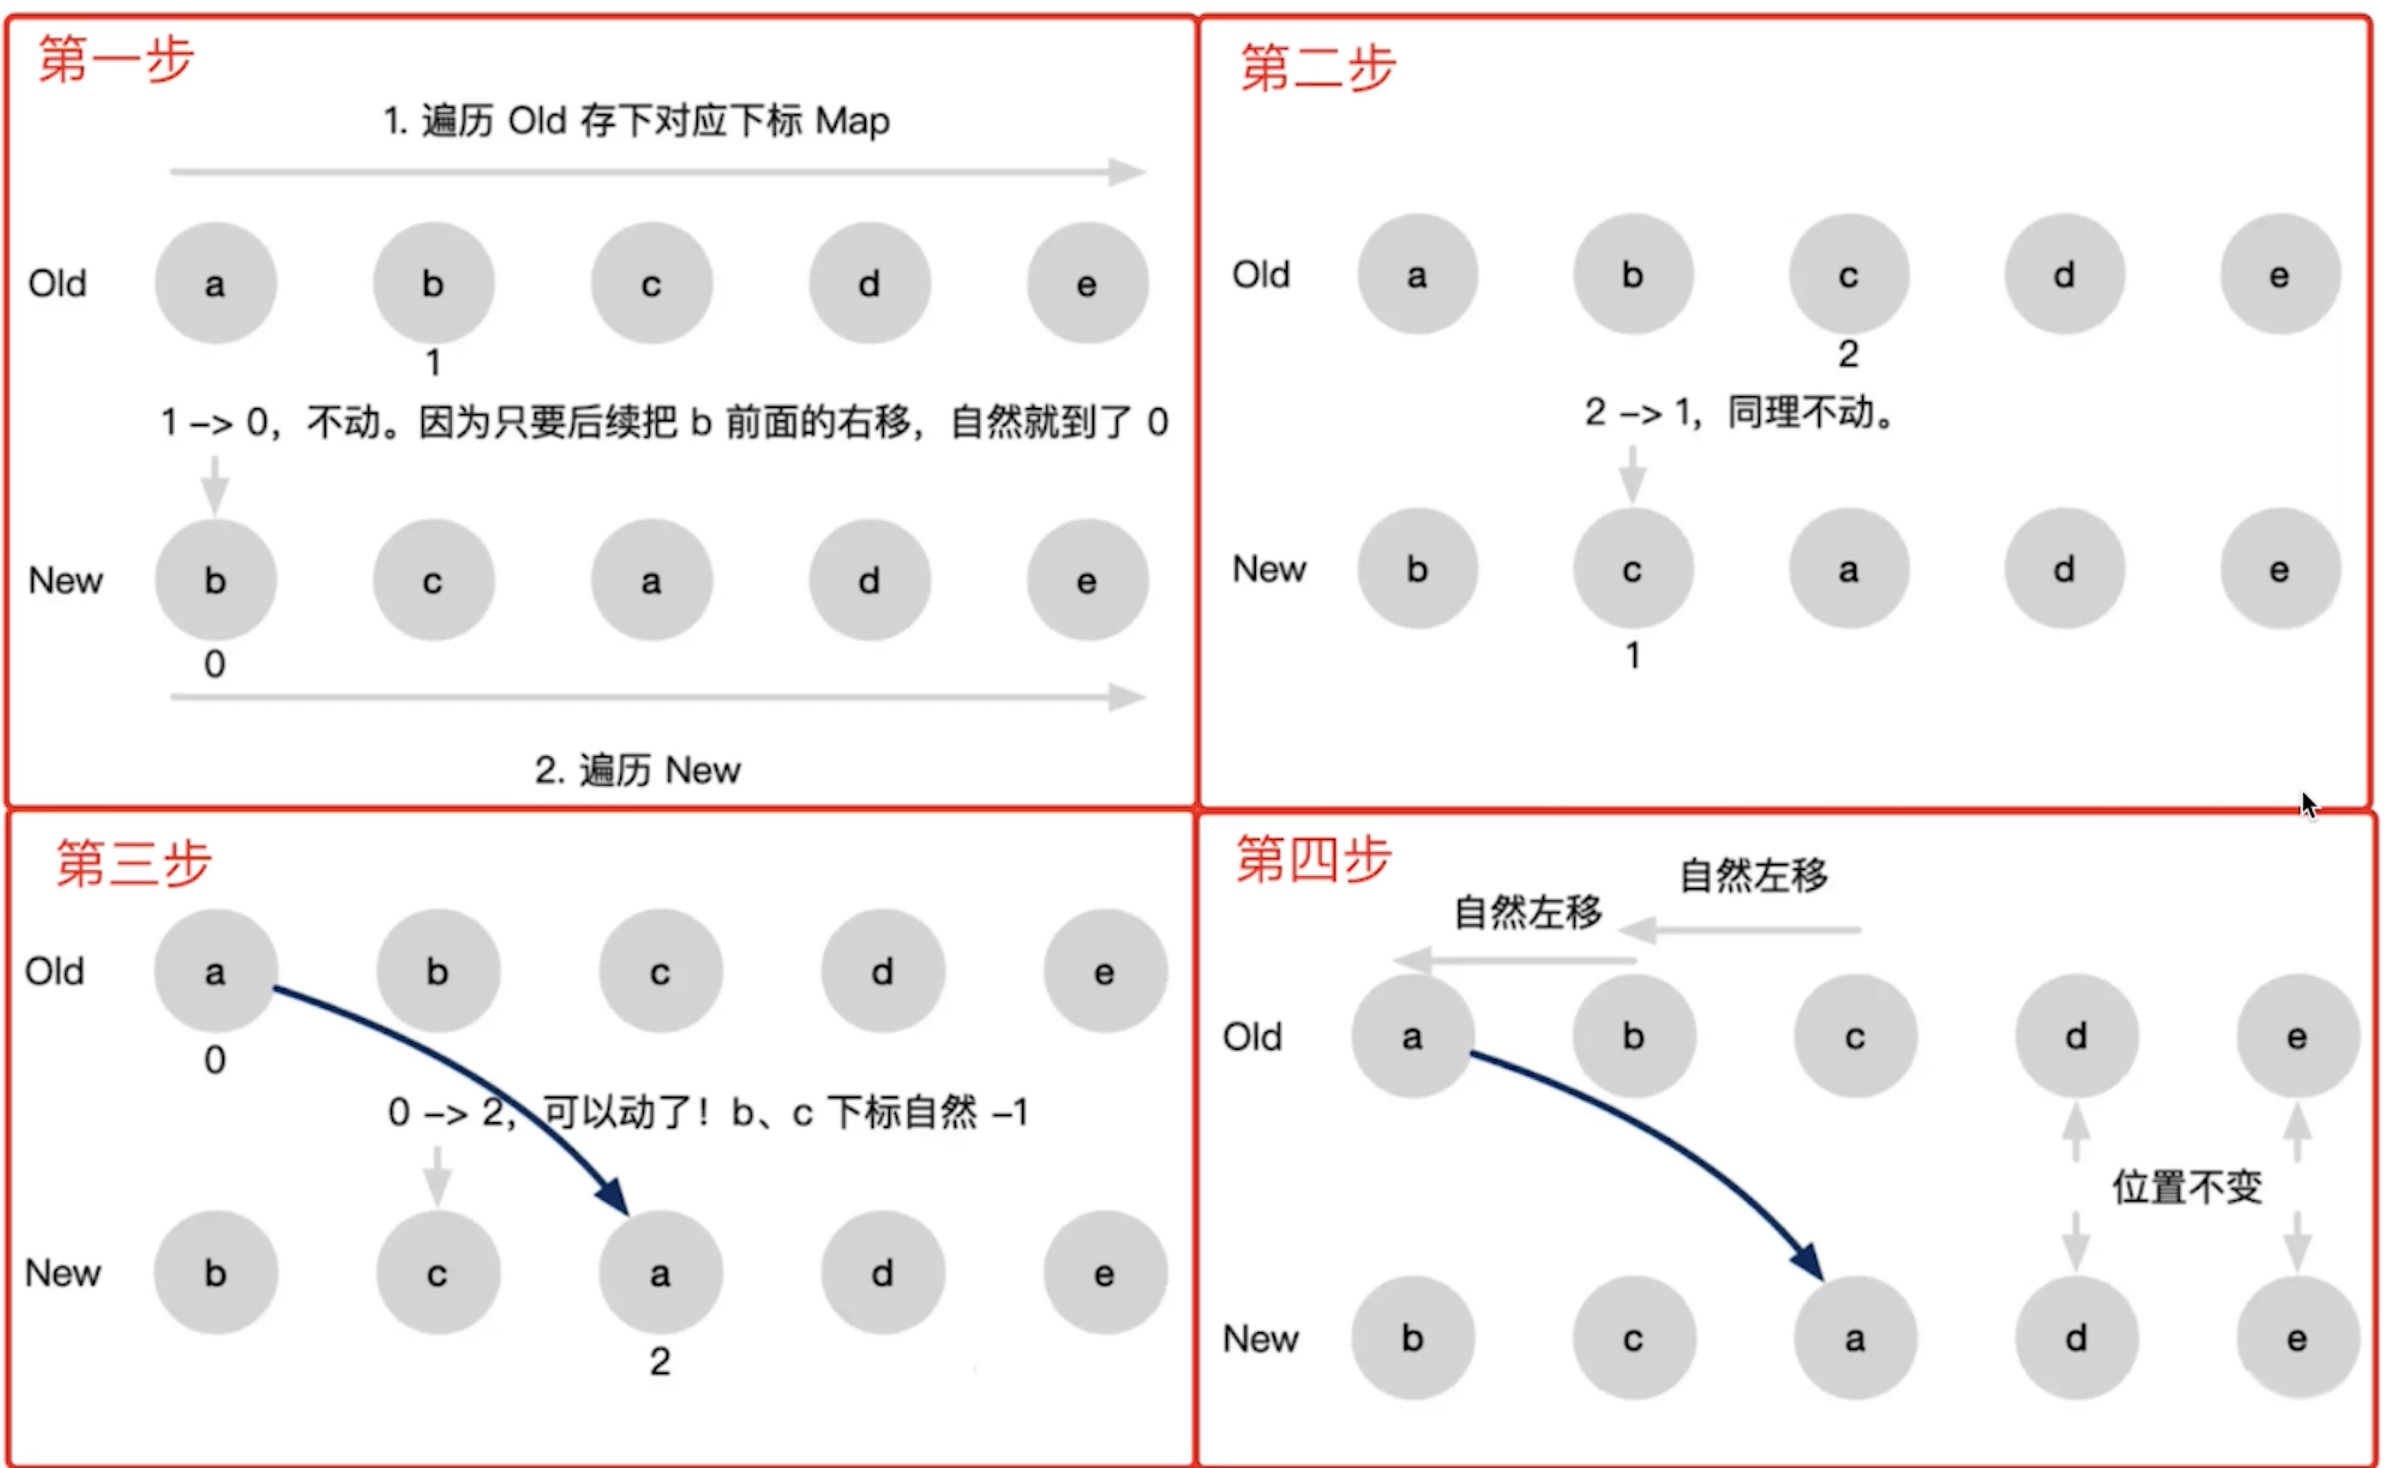 第一步
1. 遍历 Old 存下对应下标 Map
Old a b c d e
1
1 –> 0，不动。因为只要后续把 b 前面的右移，自然就到了 0
New b c a d e
0
2. 遍历 New
第二步
Old a b c d e
2
2 –> 1，同理不动。
New b c a d e
1
第三步
Old a b c d e
0
0 –> 2，可以动了！b、c 下标自然 –1
New b c a d e
2
第四步
自然左移
自然左移
Old a b c d e
位置不变
New b c a d e